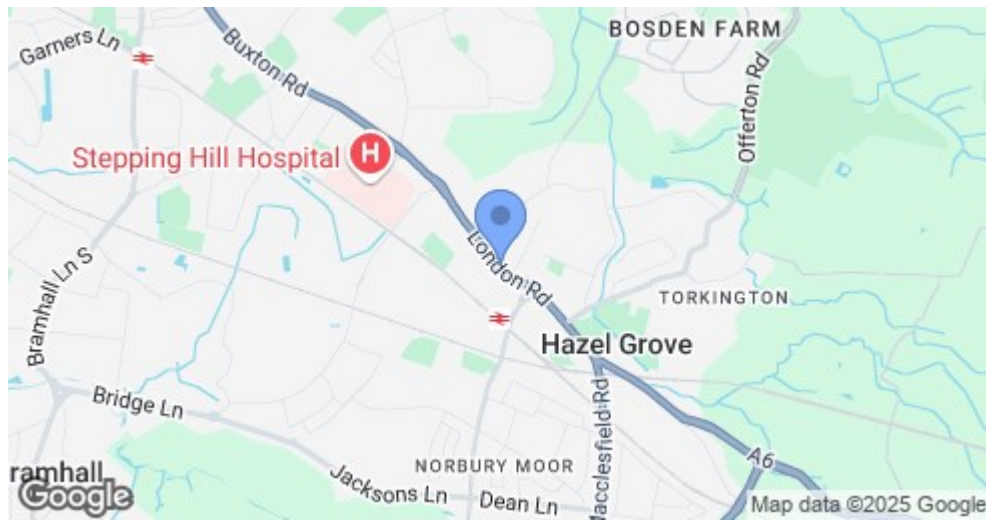 BOSDEN FARM
Garners Ln
Buxton Rd
Offerton Rd
Stepping Hill Hospital
H
London Rd
Bramhall Ln S
TORKINGTON
Hazel Grove
Bridge Ln
Macclesfield Rd
A6
NORBURY MOOR
ramhall
Jacksons Ln
Dean Ln
Google
Map data ©2025 Google